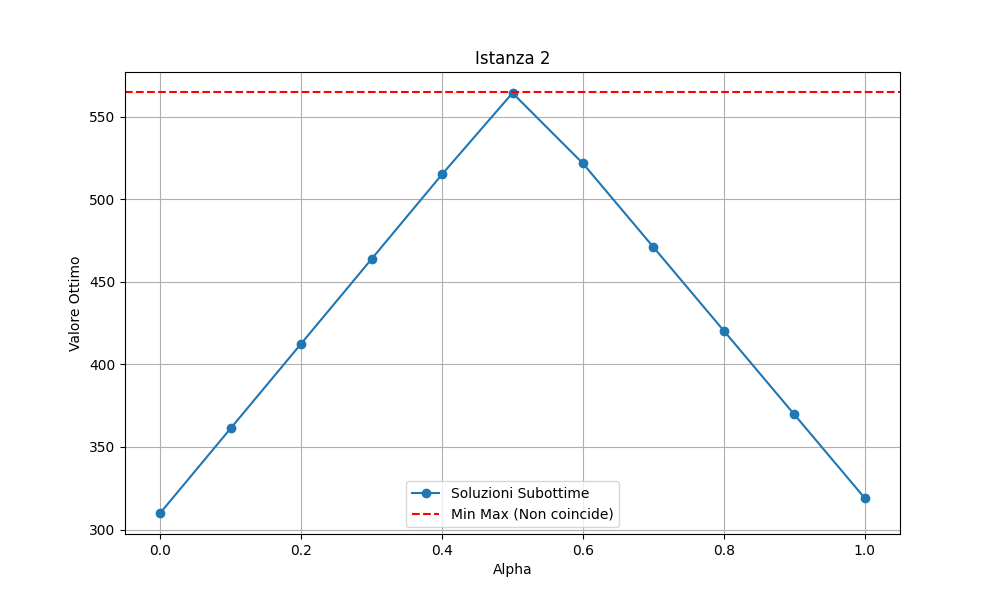 Istanza 2
Valore Ottimo
550
500
450
400
350
300
0.0 0.2 0.4 0.6 0.8 1.0
Alpha
Soluzioni Subottime
Min Max (Non coincide)